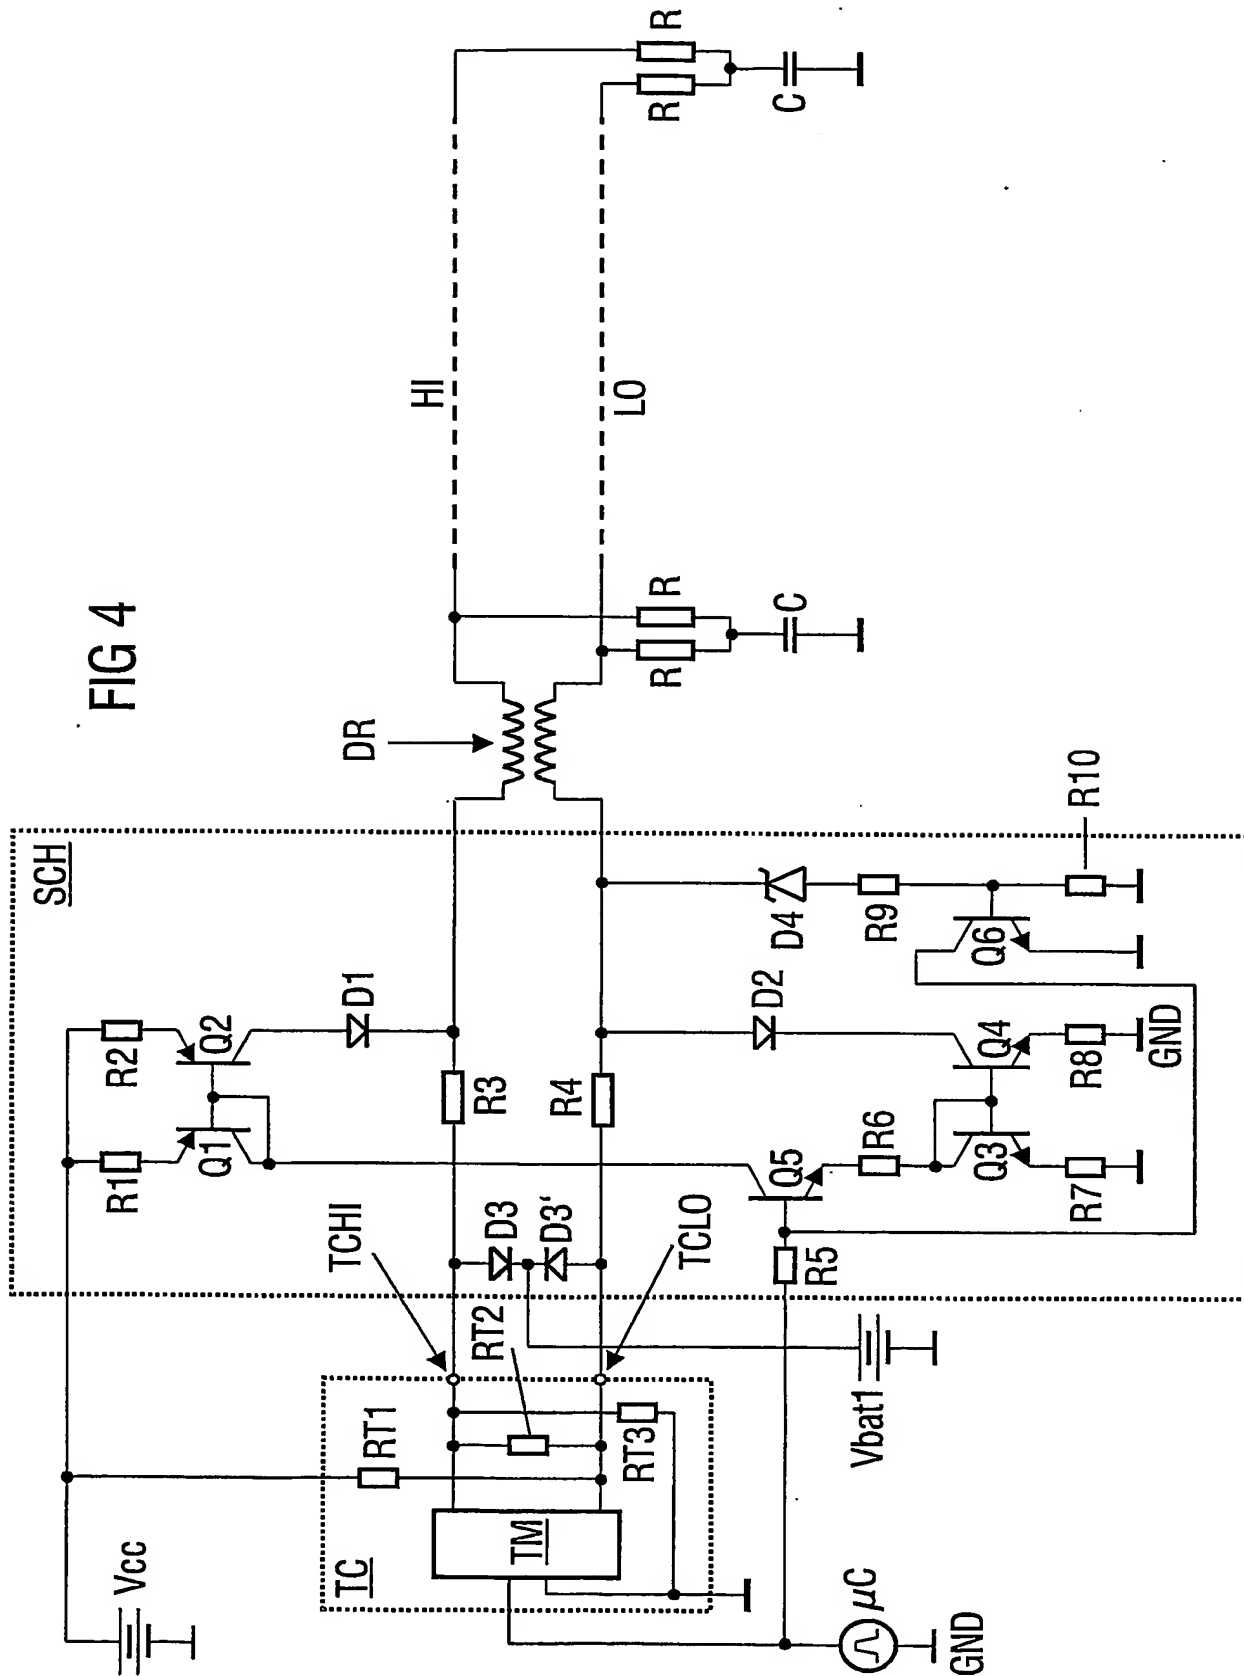 FIG 4
SCH
R
R
C
HI
LO
R
R
C
DR
R10
R2
Q2
D1
D4
R9
Q6
R1
Q1
R3
R4
D2
Q4
R8
GND
R6
Q3
R7
Q5
R5
TCHI
D3
D3'
TCLO
RT2
RT1
RT3
Vbat1
TM
TC
Vcc
µC
GND